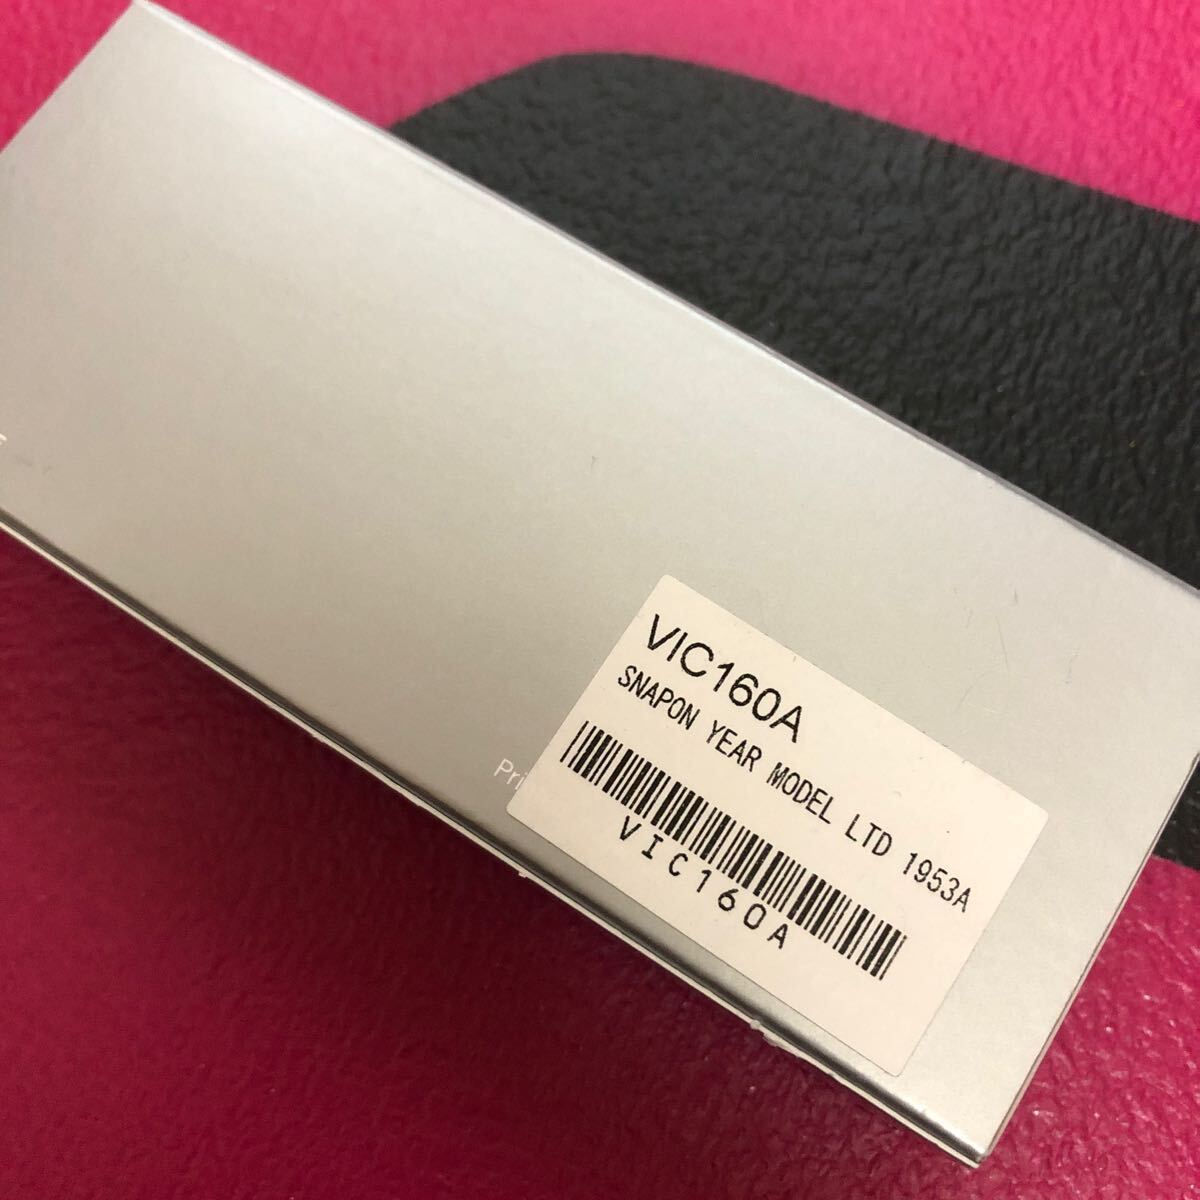 VIC160A
SNAPON YEAR MODEL LTD 1953A
VIC160A